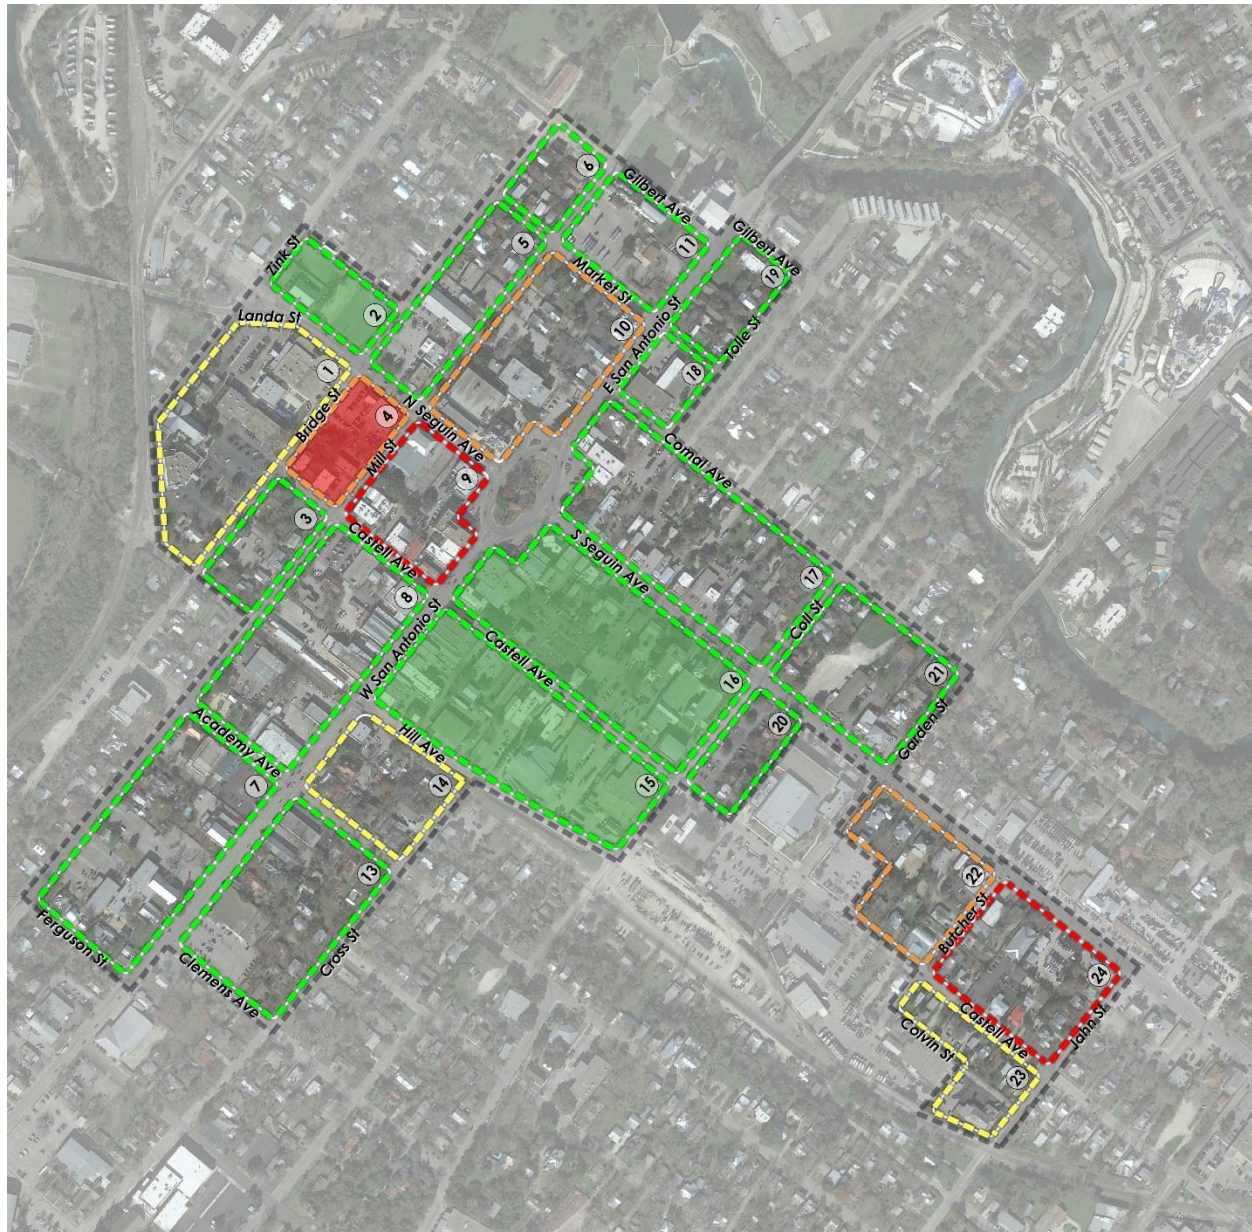 6
Gilbert Ave
11
Gilbert Ave
19
Zink St
5
Market St
2
Landa St
10
E San Antonio St
Tolle St
1
18
Bridge St
4
N Seguin Ave
Mill St
9
Comal Ave
3
Castell Ave
S Seguin Ave
17
8
W San Antonio St
Coll St
Castell Ave
16
21
20
Academy Ave
Hill Ave
Garden St
7
14
15
13
22
Butcher St
Ferguson St
Cross St
Clemens Ave
24
Castell Ave
Jahn St
Colvin St
23